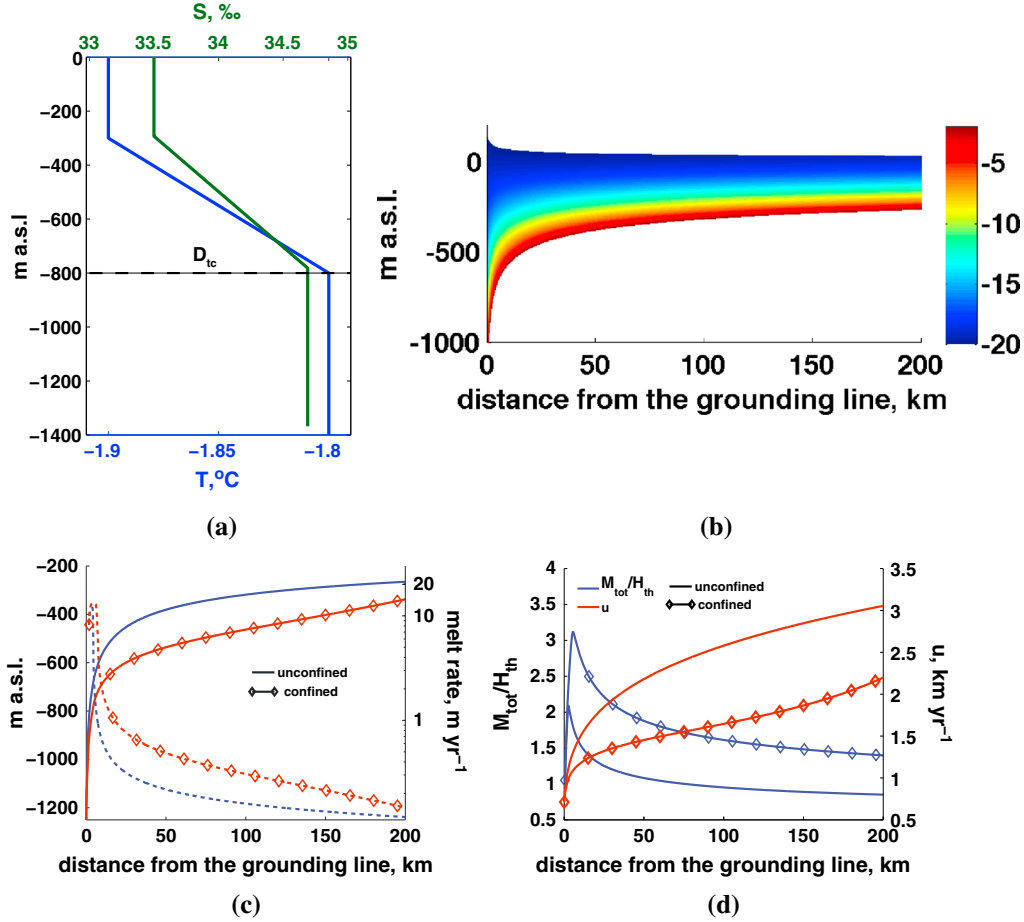 S, ‰
33 33.5 34 34.5 35
0
−200
−400
−600
−800
−1000
−1200
−1400
m a.s.l
D_tc
−1.9 −1.85 −1.8
T,°C
(a)
0
-500
-1000
m a.s.l.
0 50 100 150 200
distance from the grounding line, km
-5
-10
-15
-20
(b)
−200
−400
−600
−800
−1000
−1200
m a.s.l.
20
10
1
melt rate, m yr⁻¹
unconfined
confined
0 50 100 150 200
distance from the grounding line, km
(c)
4
3.5
3
2.5
2
1.5
1
0.5
M_tot/H_th
M_tot/H_th
u
unconfined
confined
3.5
3
2.5
2
1.5
1
0.5
u, km yr⁻¹
0 50 100 150 200
distance from the grounding line, km
(d)